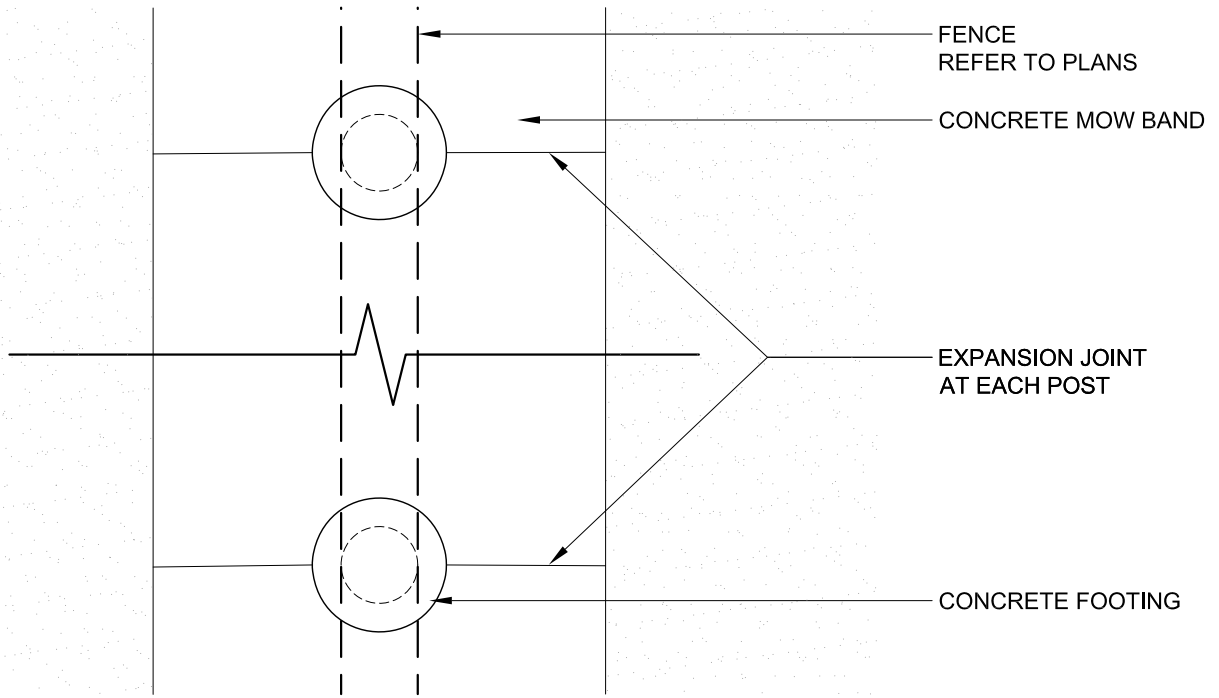 FENCE
REFER TO PLANS
CONCRETE MOW BAND
EXPANSION JOINT
AT EACH POST
CONCRETE FOOTING